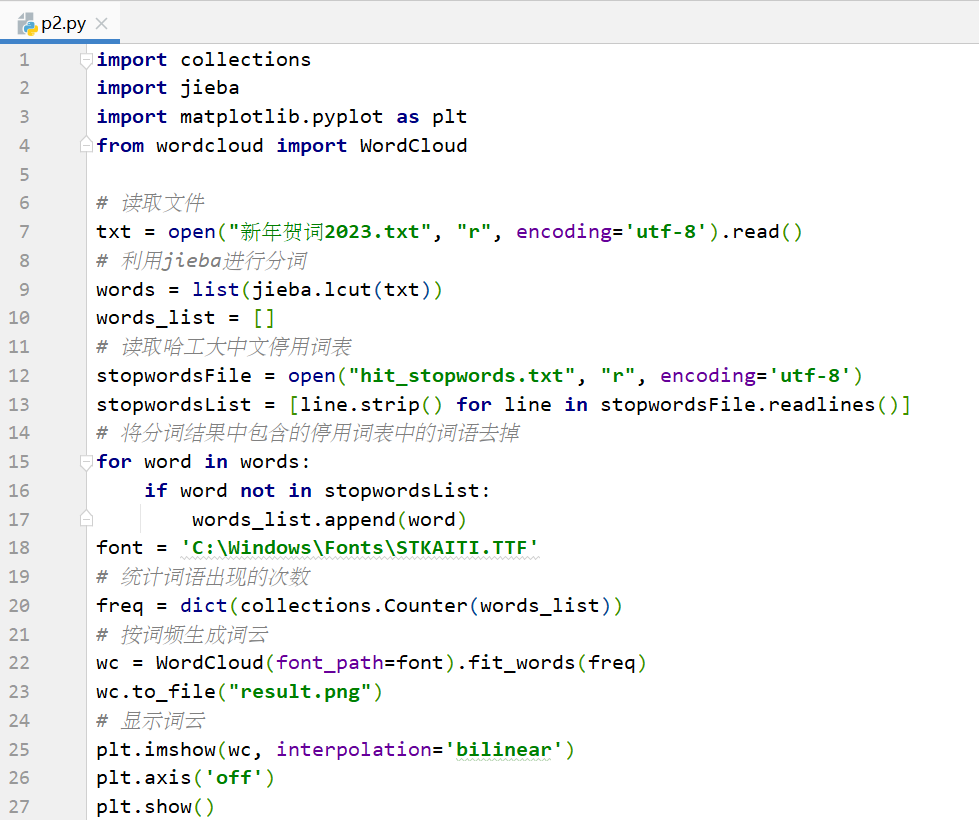 p2.py
1 import collections
2 import jieba
3 import matplotlib.pyplot as plt
4 from wordcloud import WordCloud
5
6 # 读取文件
7 txt = open("新年贺词2023.txt", "r", encoding='utf-8').read()
8 # 利用jieba进行分词
9 words = list(jieba.lcut(txt))
10 words_list = []
11 # 读取哈工大中文停用词表
12 stopwordsFile = open("hit_stopwords.txt", "r", encoding='utf-8')
13 stopwordsList = [line.strip() for line in stopwordsFile.readlines()]
14 # 将分词结果中包含的停用词表中的词语去掉
15 for word in words:
16     if word not in stopwordsList:
17         words_list.append(word)
18 font = 'C:\Windows\Fonts\STKAITI.TTF'
19 # 统计词语出现的次数
20 freq = dict(collections.Counter(words_list))
21 # 按词频生成词云
22 wc = WordCloud(font_path=font).fit_words(freq)
23 wc.to_file("result.png")
24 # 显示词云
25 plt.imshow(wc, interpolation='bilinear')
26 plt.axis('off')
27 plt.show()